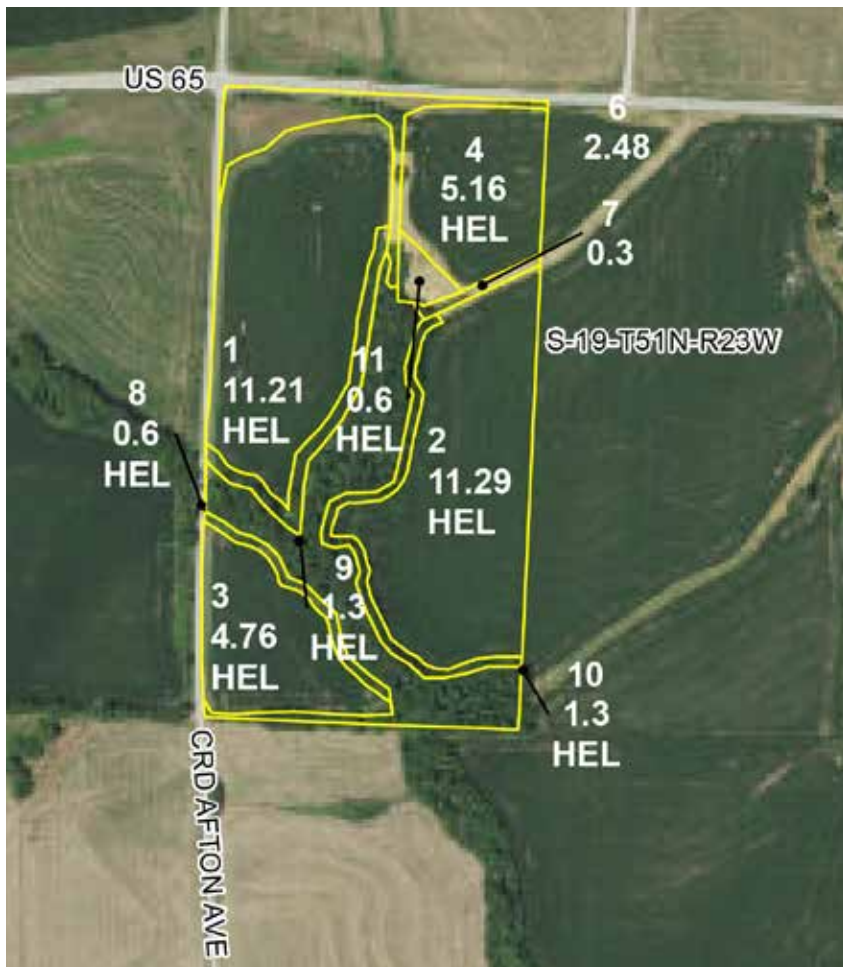 US 65
6
2.48
4
5.16
HEL
7
0.3
S-19-T51N-R23W
1
11.21
HEL
11
0.6
HEL
8
0.6
HEL
2
11.29
HEL
9
1.3
HEL
3
4.76
HEL
10
1.3
HEL
CRD AFTON AVE